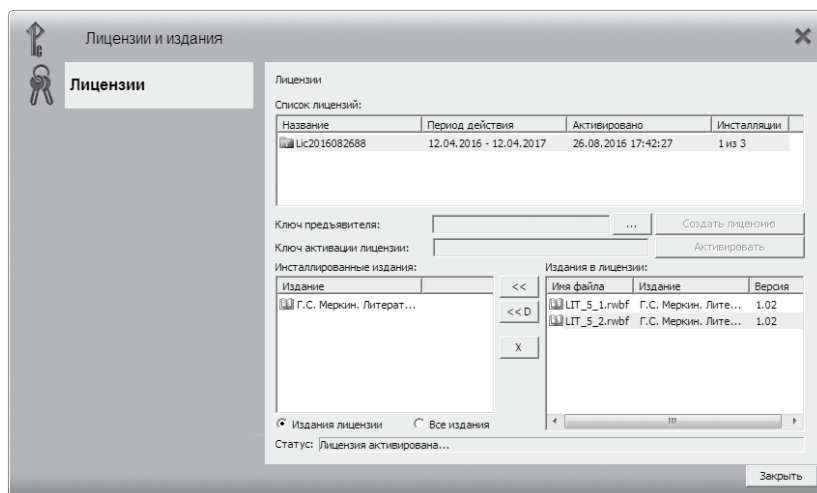 Лицензии и издания
Лицензии
Лицензии
Список лицензий:
Название Период действия Активировано Инсталляции
Lic2016082688 12.04.2016 - 12.04.2017 26.08.2016 17:42:27 1 из 3
Ключ предъявителя: ... Создать лицензию
Ключ активации лицензии: Активировать
Инсталлированные издания: Издания в лицензии:
Издание << Имя файла Издание Версия
Г.С. Меркин. Литерат... LIT_5_1.rwbf Г.С. Меркин. Лите... 1.02
<< D LIT_5_2.rwbf Г.С. Меркин. Лите... 1.02
X
Издания лицензии Все издания
Статус: Лицензия активирована...
Закрыть